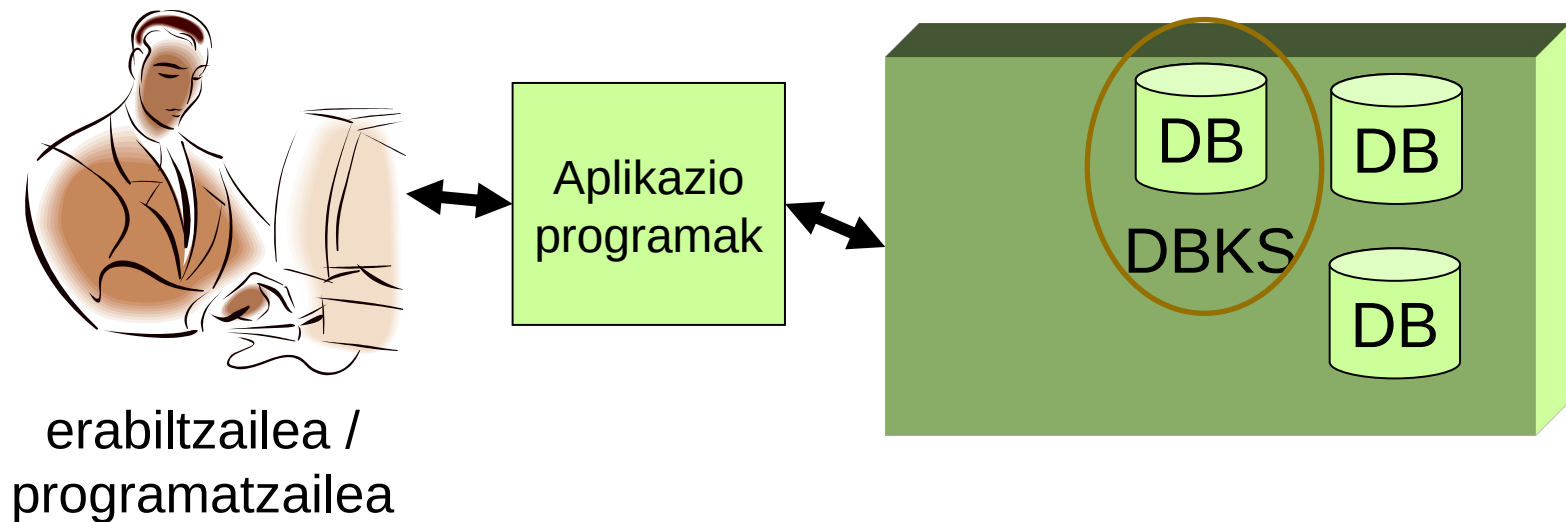 erabiltzailea /
programatzailea
Aplikazio
programak
DB
DB
DBKS
DB